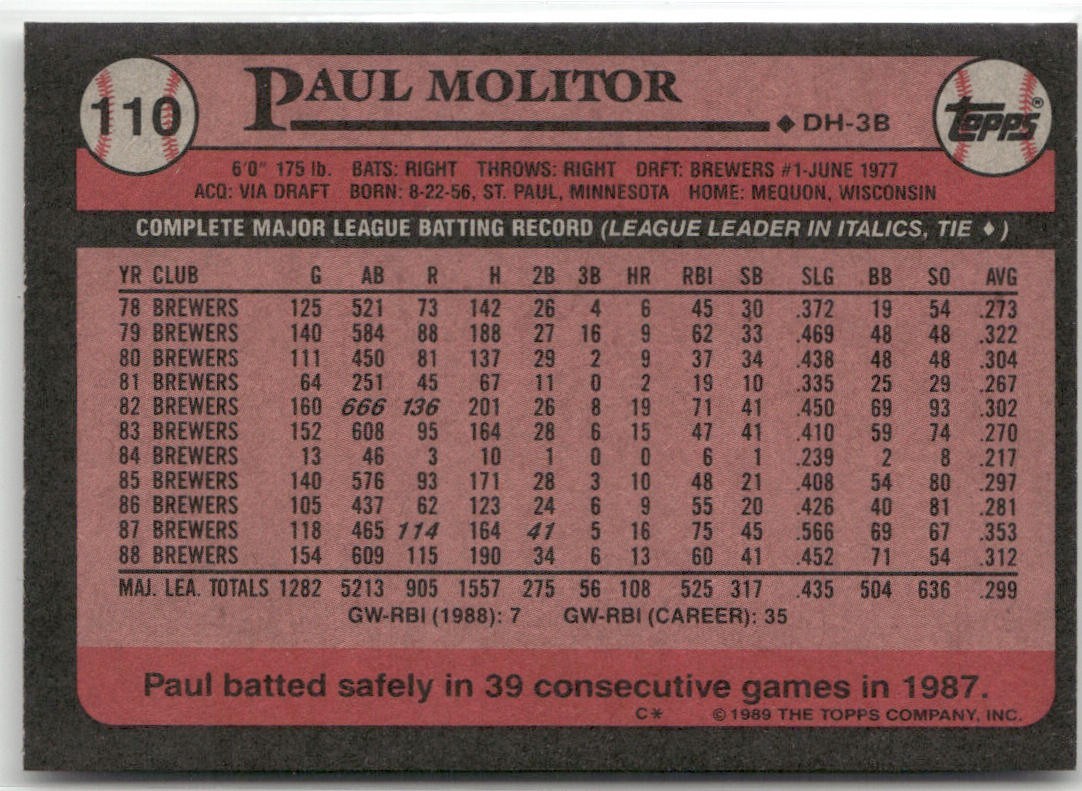 110
PAUL MOLITOR
◆ DH-3B
TOPPS®
6'0" 175 lb. BATS: RIGHT THROWS: RIGHT DRFT: BREWERS #1-JUNE 1977
ACQ: VIA DRAFT BORN: 8-22-56, ST. PAUL, MINNESOTA HOME: MEQUON, WISCONSIN
COMPLETE MAJOR LEAGUE BATTING RECORD (LEAGUE LEADER IN ITALICS, TIE ♦)
YR CLUB G AB R H 2B 3B HR RBI SB SLG BB SO AVG
78 BREWERS 125 521 73 142 26 4 6 45 30 .372 19 54 .273
79 BREWERS 140 584 88 188 27 16 9 62 33 .469 48 48 .322
80 BREWERS 111 450 81 137 29 2 9 37 34 .438 48 48 .304
81 BREWERS 64 251 45 67 11 0 2 19 10 .335 25 29 .267
82 BREWERS 160 666 136 201 26 8 19 71 41 .450 69 93 .302
83 BREWERS 152 608 95 164 28 6 15 47 41 .410 59 74 .270
84 BREWERS 13 46 3 10 1 0 0 6 1 .239 2 8 .217
85 BREWERS 140 576 93 171 28 3 10 48 21 .408 54 80 .297
86 BREWERS 105 437 62 123 24 6 9 55 20 .426 40 81 .281
87 BREWERS 118 465 114 164 41 5 16 75 45 .566 69 67 .353
88 BREWERS 154 609 115 190 34 6 13 60 41 .452 71 54 .312
MAJ. LEA. TOTALS 1282 5213 905 1557 275 56 108 525 317 .435 504 636 .299
GW-RBI (1988): 7 GW-RBI (CAREER): 35
Paul batted safely in 39 consecutive games in 1987.
C* © 1989 THE TOPPS COMPANY, INC.